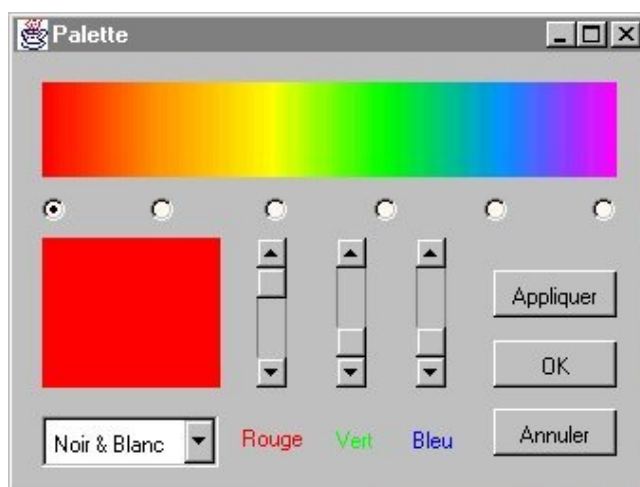 Palette
Appliquer
OK
Noir & Blanc
Rouge
Vert
Bleu
Annuler